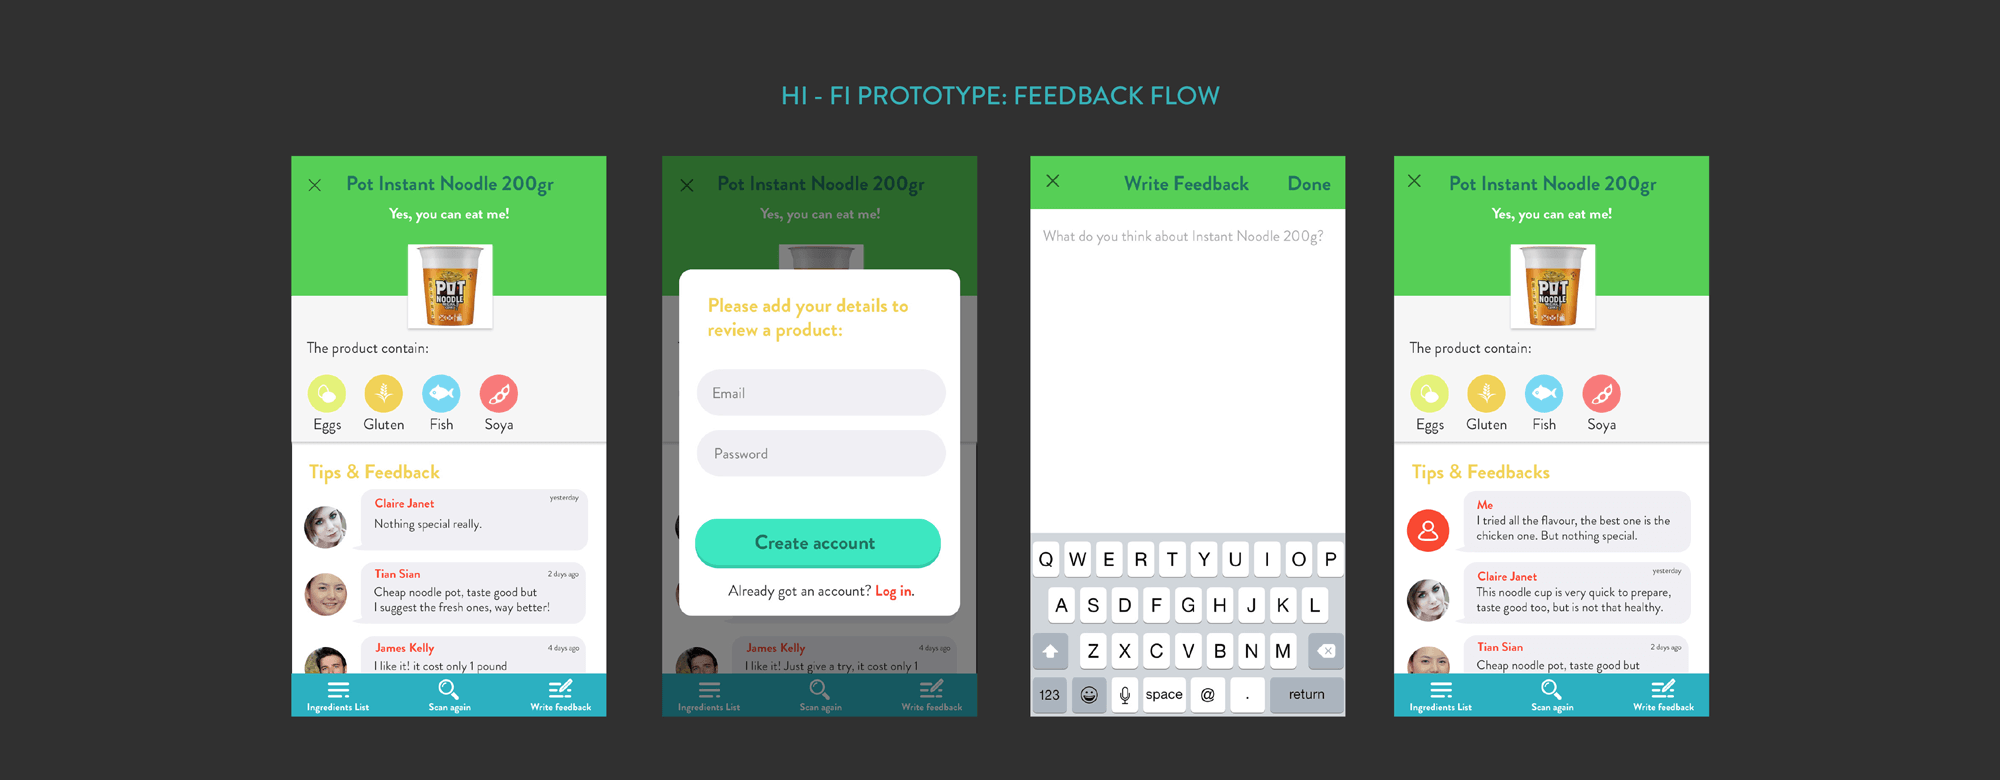 HI - FI PROTOTYPE: FEEDBACK FLOW
Pot Instant Noodle 200gr
Yes, you can eat me!
POT
NOODLE
The product contain:
Eggs
Gluten
Fish
Soya
Tips & Feedback
Claire Janet
yesterday
Nothing special really.
Tian Sian
2 days ago
Cheap noodle pot, taste good but
I suggest the fresh ones, way better!
James Kelly
4 days ago
I like it! it cost only 1 pound
Ingredients List
Scan again
Write feedback
Pot Instant Noodle 200gr
Yes, you can eat me!
Please add your details to
review a product:
Email
Password
Create account
Already got an account? Log in.
James Kelly
4 days ago
I like it! Just give a try, it cost only 1
Ingredients List
Scan again
Write feedback
Write Feedback
Done
What do you think about Instant Noodle 200g?
Q W E R T Y U I O P
A S D F G H J K L
Z X C V B N M
123 space @ . return
Pot Instant Noodle 200gr
Yes, you can eat me!
POT
NOODLE
The product contain:
Eggs
Gluten
Fish
Soya
Tips & Feedbacks
Me
I tried all the flavour, the best one is the
chicken one. But nothing special.
Claire Janet
yesterday
This noodle cup is very quick to prepare,
taste good too, but is not that healthy.
Tian Sian
2 days ago
Cheap noodle pot, taste good but
Ingredients List
Scan again
Write feedback